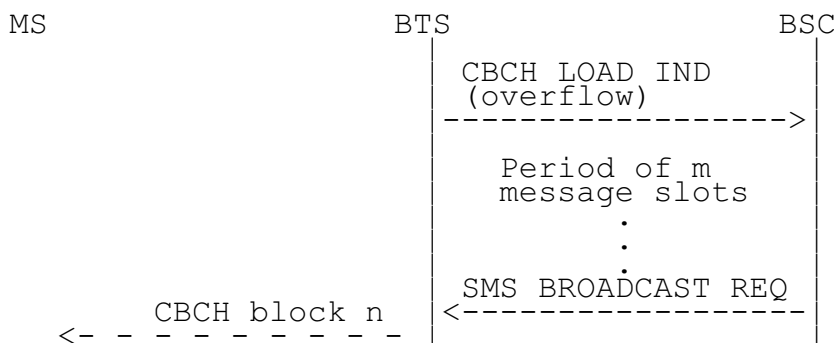 MS BTS BSC
CBCH LOAD IND
(overflow)
Period of m
message slots
.
.
.
SMS BROADCAST REQ
CBCH block n